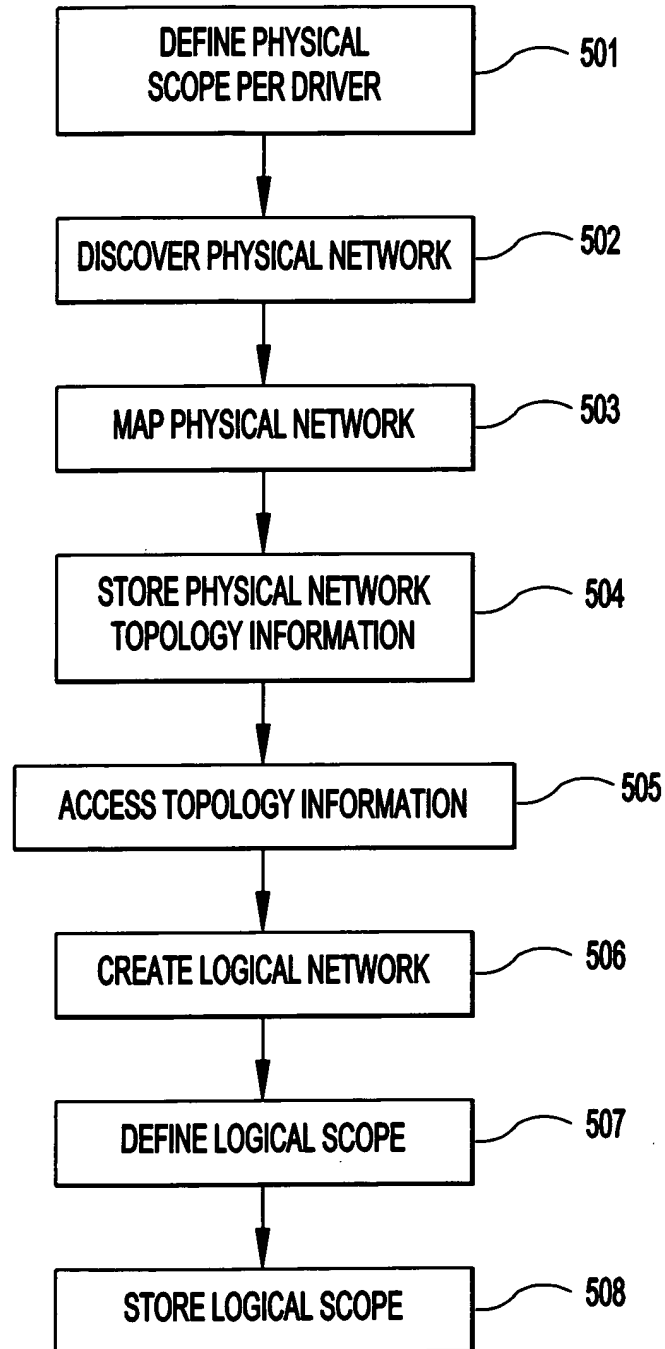 DEFINE PHYSICAL
SCOPE PER DRIVER
501
DISCOVER PHYSICAL NETWORK
502
MAP PHYSICAL NETWORK
503
STORE PHYSICAL NETWORK
TOPOLOGY INFORMATION
504
ACCESS TOPOLOGY INFORMATION
505
CREATE LOGICAL NETWORK
506
DEFINE LOGICAL SCOPE
507
STORE LOGICAL SCOPE
508